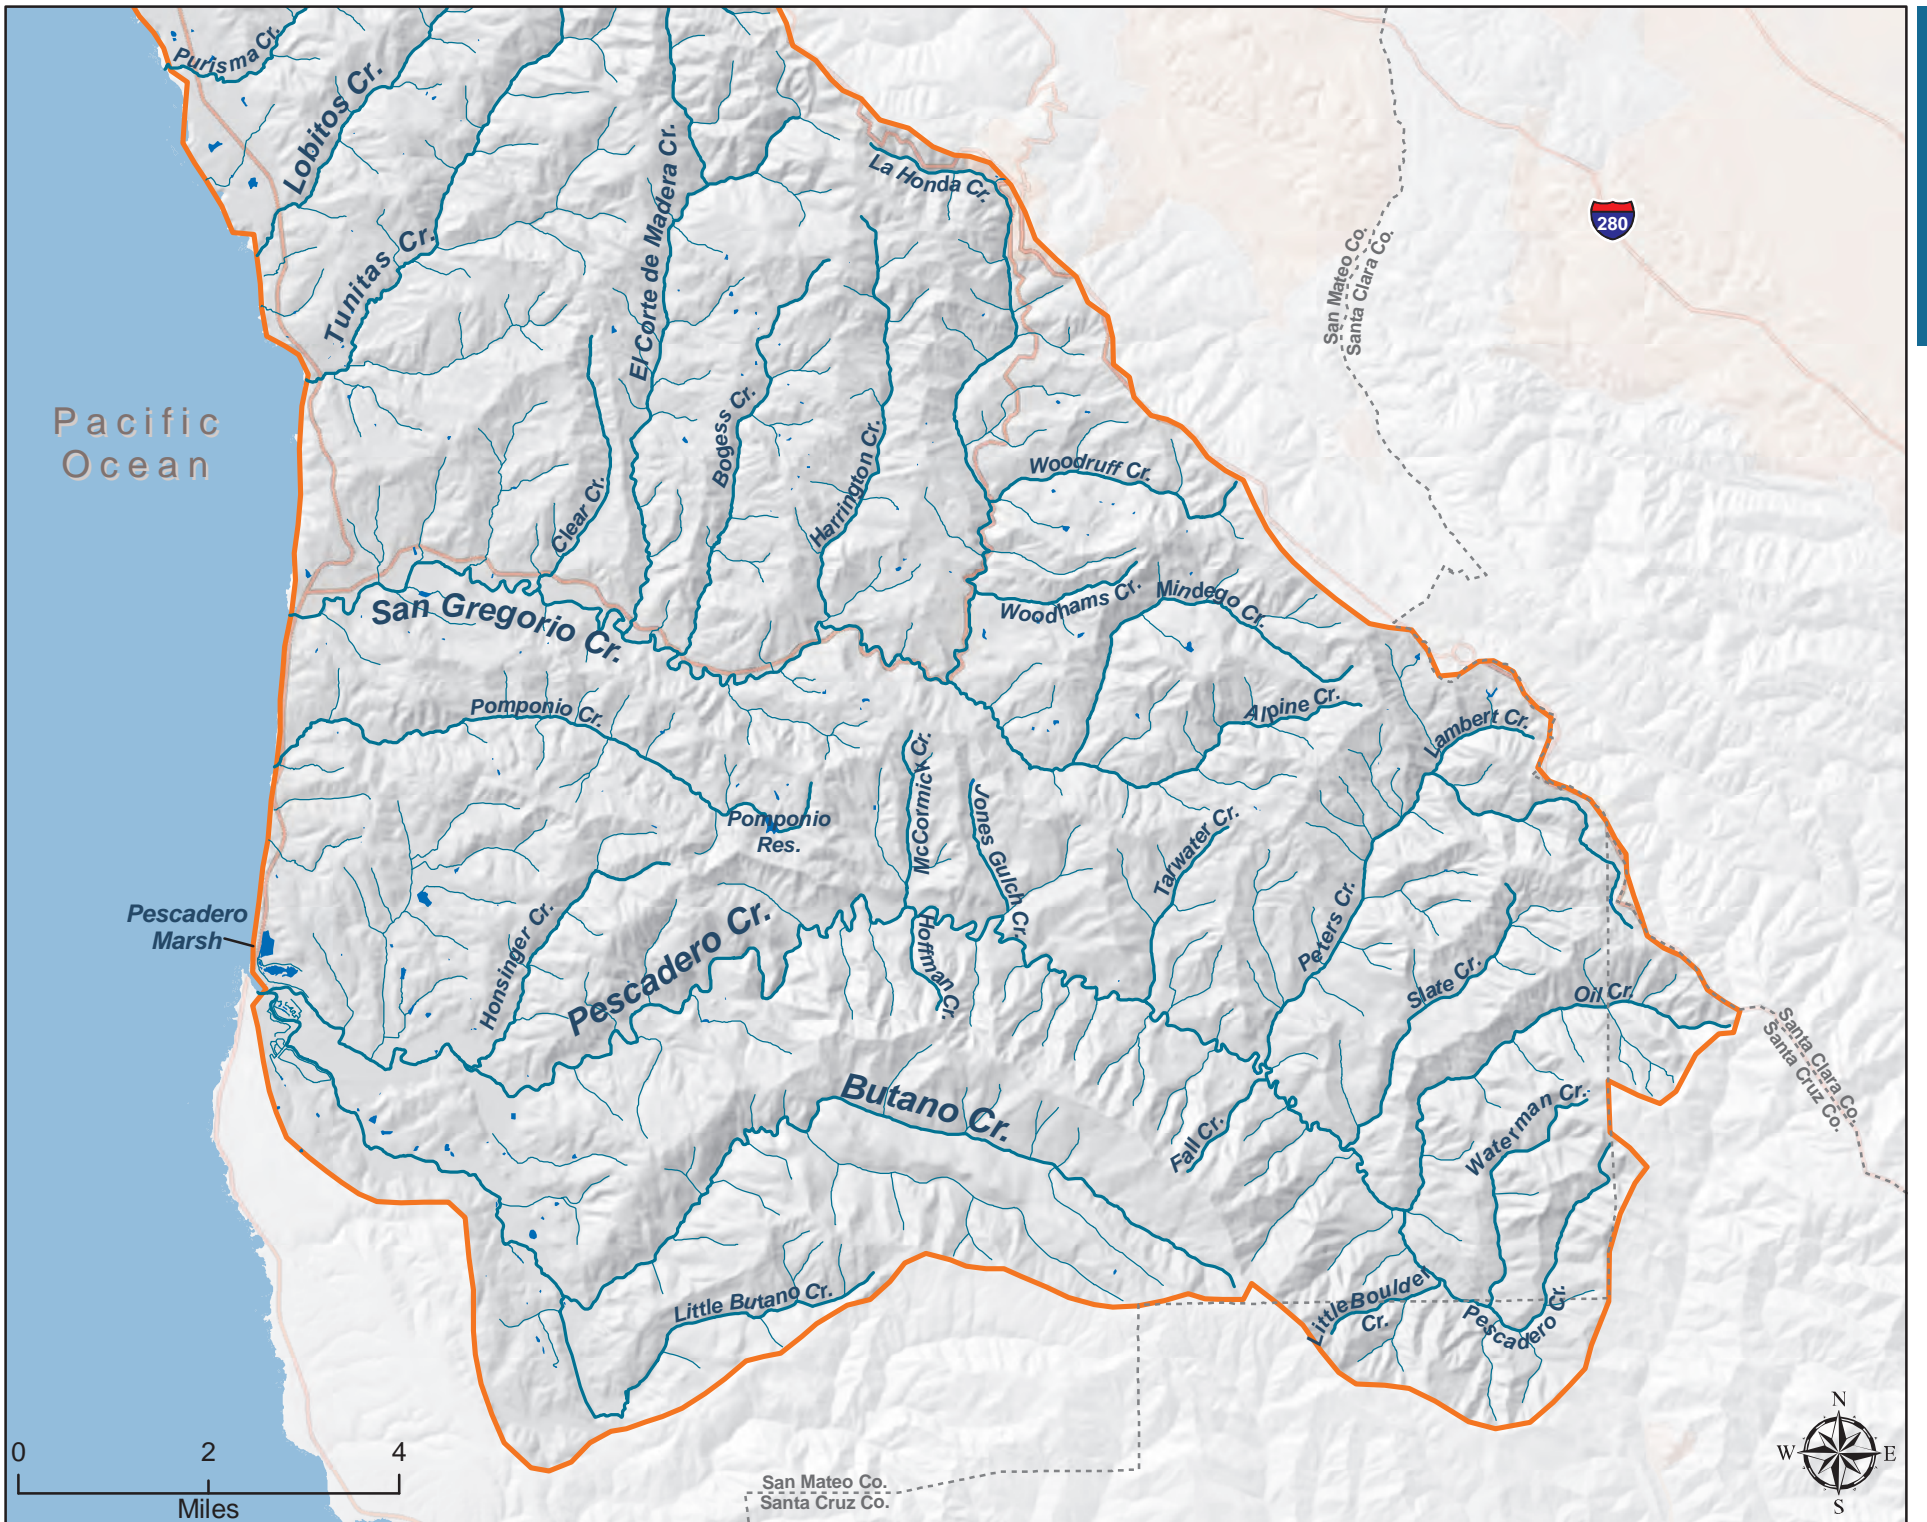 Purisma Cr.
Lobitos Cr.
La Honda Cr.
El Corte de Madera Cr.
280
Tunitas Cr.
San Mateo Co.
Santa Clara Co.
Pacific
Ocean
Bogess Cr.
Harrington Cr.
Woodruff Cr.
Clear Cr.
San Gregorio Cr.
Woodhams Cr.
Mindego Cr.
Pomponio Cr.
Alpine Cr.
Lambert Cr.
McCormick Cr.
Jones Gulch Cr.
Pomponio
Res.
Tarwater Cr.
Pescadero
Marsh
Honsinger Cr.
Pescadero Cr.
Hoffman Cr.
Peters Cr.
Slate Cr.
Oil Cr.
Santa Clara Co.
Santa Cruz Co.
Butano Cr.
Fall Cr.
Waterman Cr.
Little Butano Cr.
Little Boulder
Cr.
Pescadero Cr.
0 2 4
Miles
San Mateo Co.
Santa Cruz Co.
N
W E
S